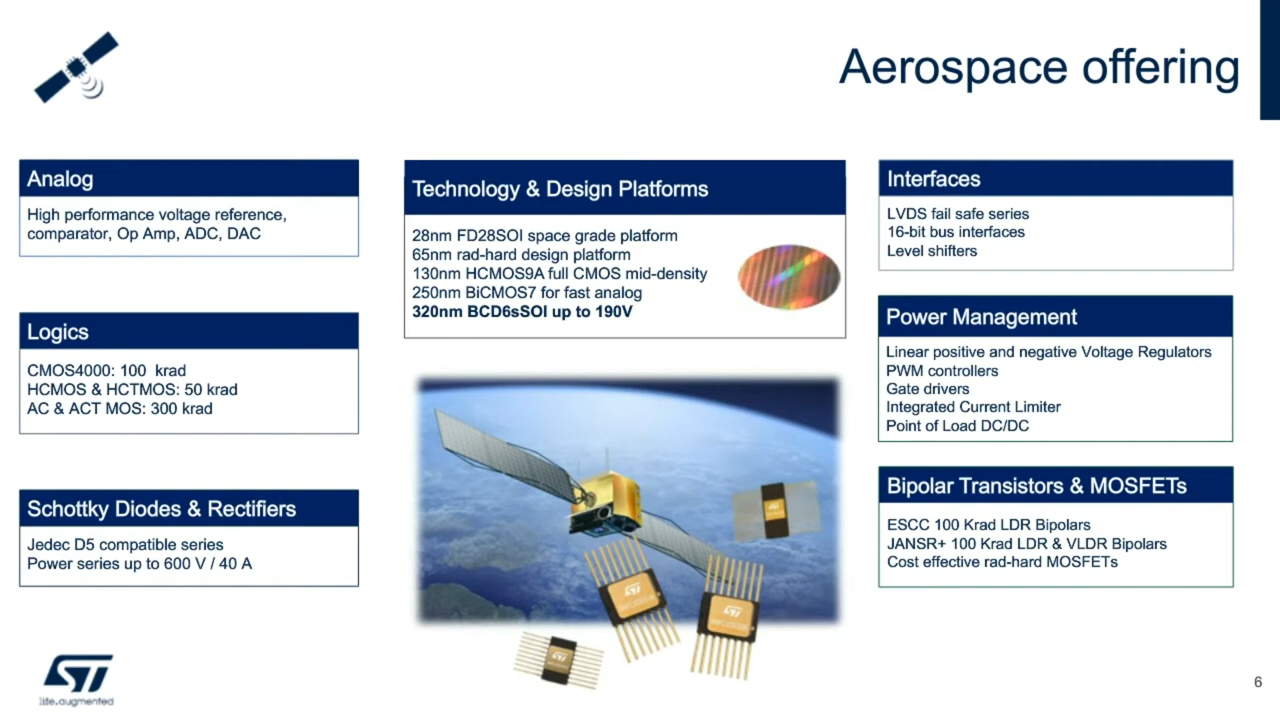 Aerospace offering
Analog
High performance voltage reference,
comparator, Op Amp, ADC, DAC
Logics
CMOS4000: 100 krad
HCMOS & HCTMOS: 50 krad
AC & ACT MOS: 300 krad
Schottky Diodes & Rectifiers
Jedec D5 compatible series
Power series up to 600 V / 40 A
Technology & Design Platforms
28nm FD28SOI space grade platform
65nm rad-hard design platform
130nm HCMOS9A full CMOS mid-density
250nm BiCMOS7 for fast analog
320nm BCD6sSOI up to 190V
Interfaces
LVDS fail safe series
16-bit bus interfaces
Level shifters
Power Management
Linear positive and negative Voltage Regulators
PWM controllers
Gate drivers
Integrated Current Limiter
Point of Load DC/DC
Bipolar Transistors & MOSFETs
ESCC 100 Krad LDR Bipolars
JANSR+ 100 Krad LDR & VLDR Bipolars
Cost effective rad-hard MOSFETs
ST
ST
ST
life.augmented
6